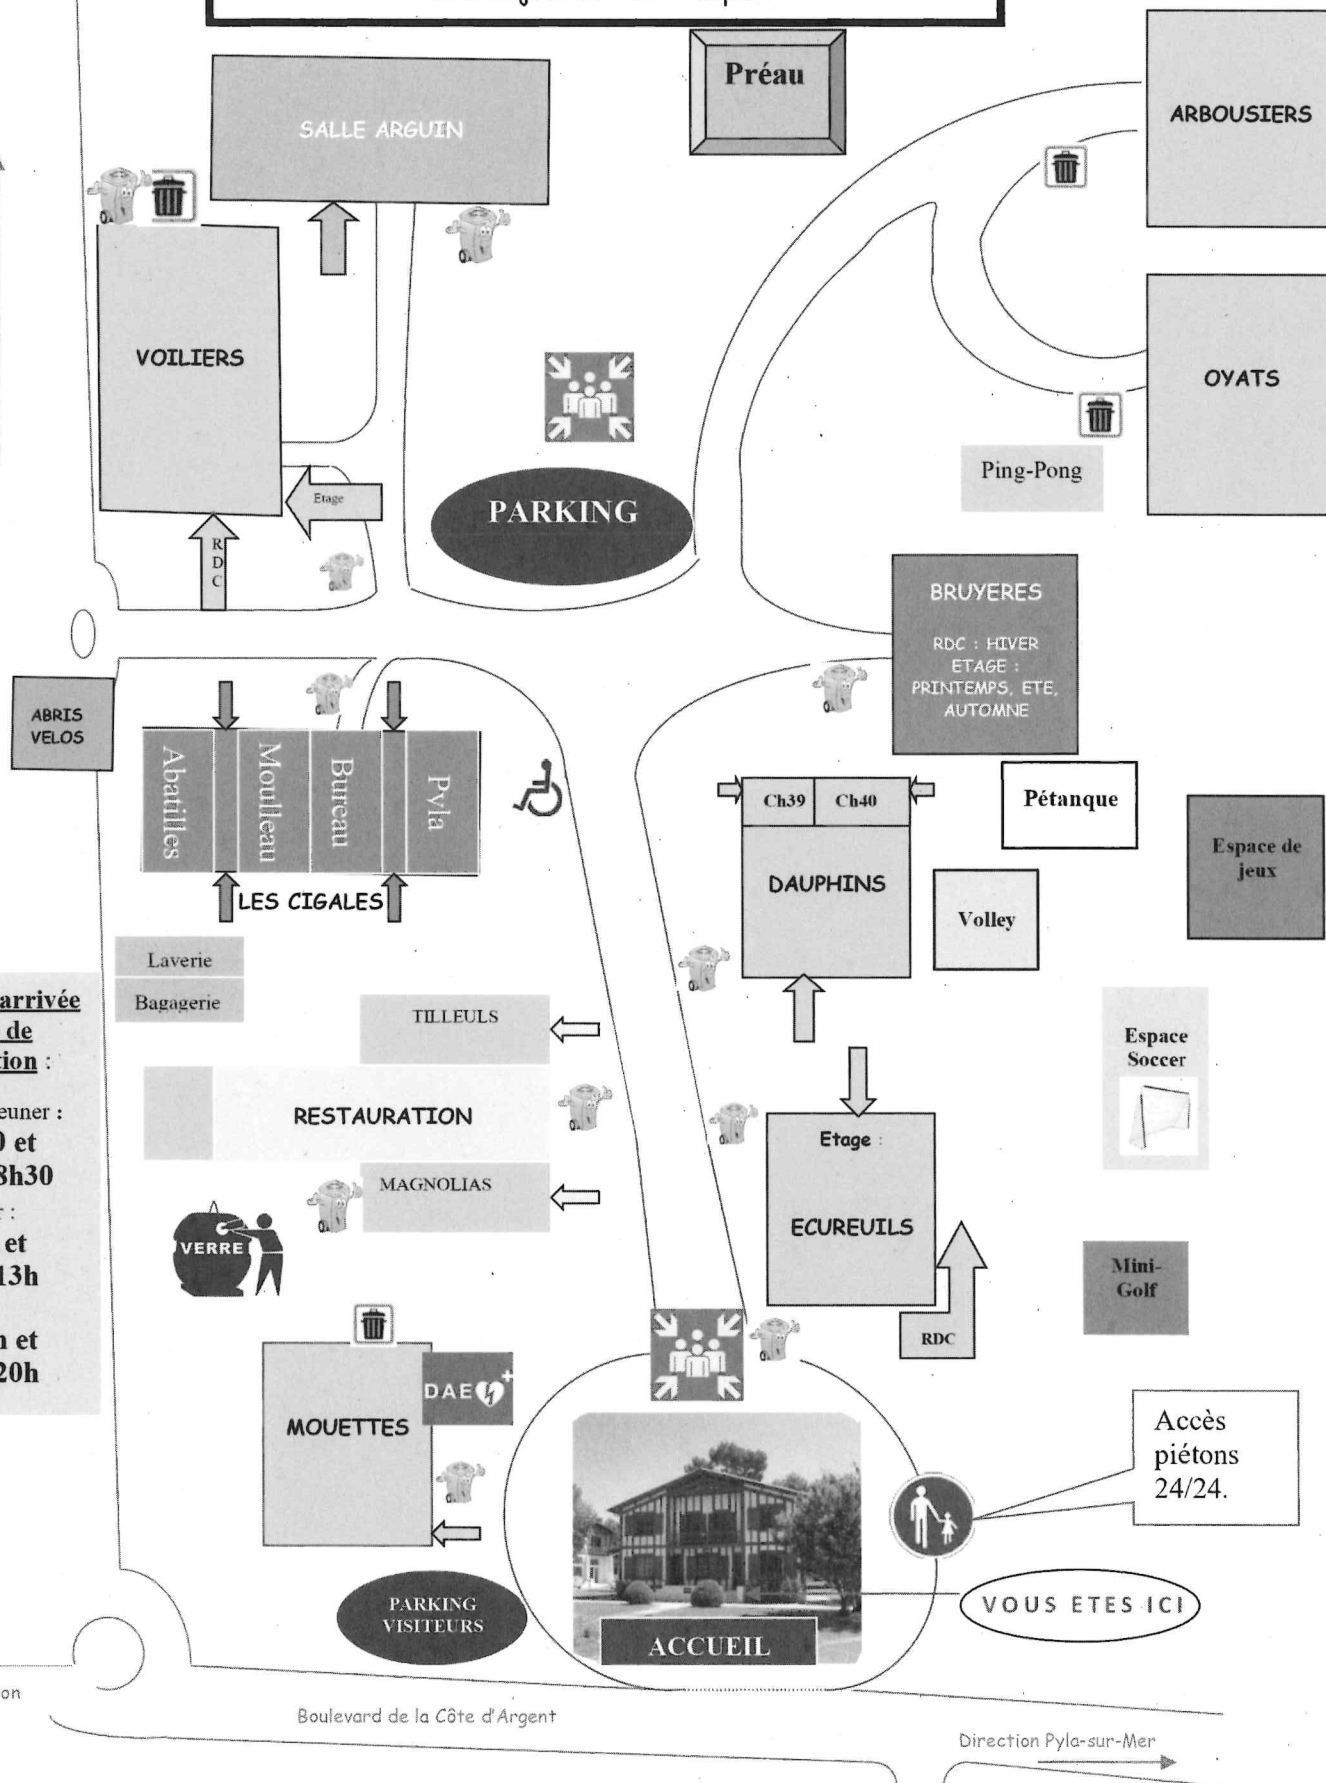 Préau
ARBOUSIERS
SALLE ARGUIN
VOILIERS
OYATS
Ping-Pong
Etage
PARKING
R
D
C
BRUYERES
RDC : HIVER
ETAGE :
PRINTEMPS, ETE,
AUTOMNE
ABRIS
VELOS
Abatilles
Moulleau
Bureau
Pyla
LES CIGALES
Ch39
Ch40
DAUPHINS
Pétanque
Volley
Espace de
jeux
Laverie
Bagagerie
arrivée
de
tion :
euner :
et
8h30
r :
et
13h
et
20h
TILLEULS
RESTAURATION
MAGNOLIAS
VERRE
Espace
Soccer
Etage :
ECUREUILS
RDC
Mini-
Golf
DAE
MOUETTES
Accès
piétons
24/24.
PARKING
VISITEURS
ACCUEIL
VOUS ETES ICI
on
Boulevard de la Côte d'Argent
Direction Pyla-sur-Mer